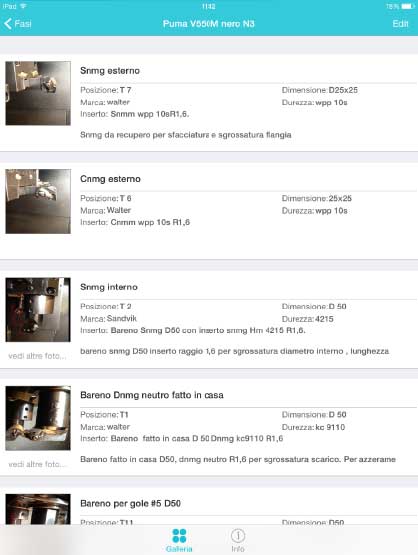 iPad 11:42 78%
Fasi Puma V550M nero N3 Edit
Snmg esterno
Posizione: T 7 Dimensione: D25x25
Marca: walter Durezza: wpp 10s
Inserto: Snmm wpp 10sR1,6.
Snmg da recupero per sfacciatura e sgrossatura flangia
Cnmg esterno
Posizione: T 6 Dimensione: 25x25
Marca: Walter Durezza: wpp 10s
Inserto: Cnmm wpp 10s R1,6
Snmg interno
Posizione: T 2 Dimensione: D 50
Marca: Sandvik Durezza: 4215
Inserto: Bareno Snmg D50 con inserto snmg Hm 4215 R1,6.
vedi altre foto... bareno snmg D50 inserto raggio 1,6 per sgrossatura diametro interno , lunghezza
Bareno Dnmg neutro fatto in casa
Posizione: T1 Dimensione: D 50
Marca: walter Durezza: kc 9110
Inserto: Bareno fatto in casa D 50 Dnmg kc9110 R1,6
vedi altre foto... Bareno fatto in casa D50, dnmg neutro R1,6 per sgrossatura scarico. Per azzerame
Bareno per gole #5 D50
Posizione: T11 Dimensione: D 50
Galleria Info